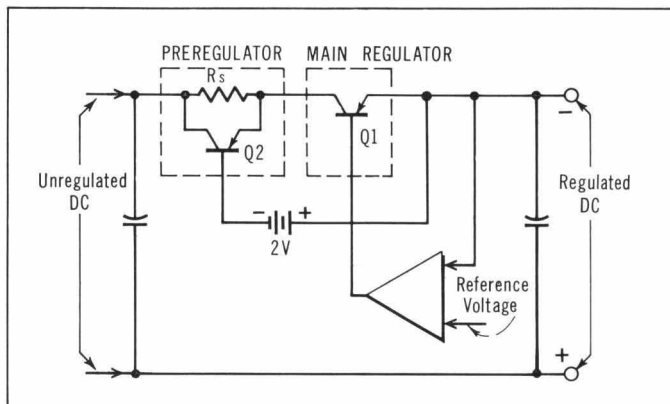 PREREGULATOR
MAIN REGULATOR
Rs
Q2
Q1
Unregulated
DC
Regulated
DC
−
− +
2V
Reference
Voltage
+